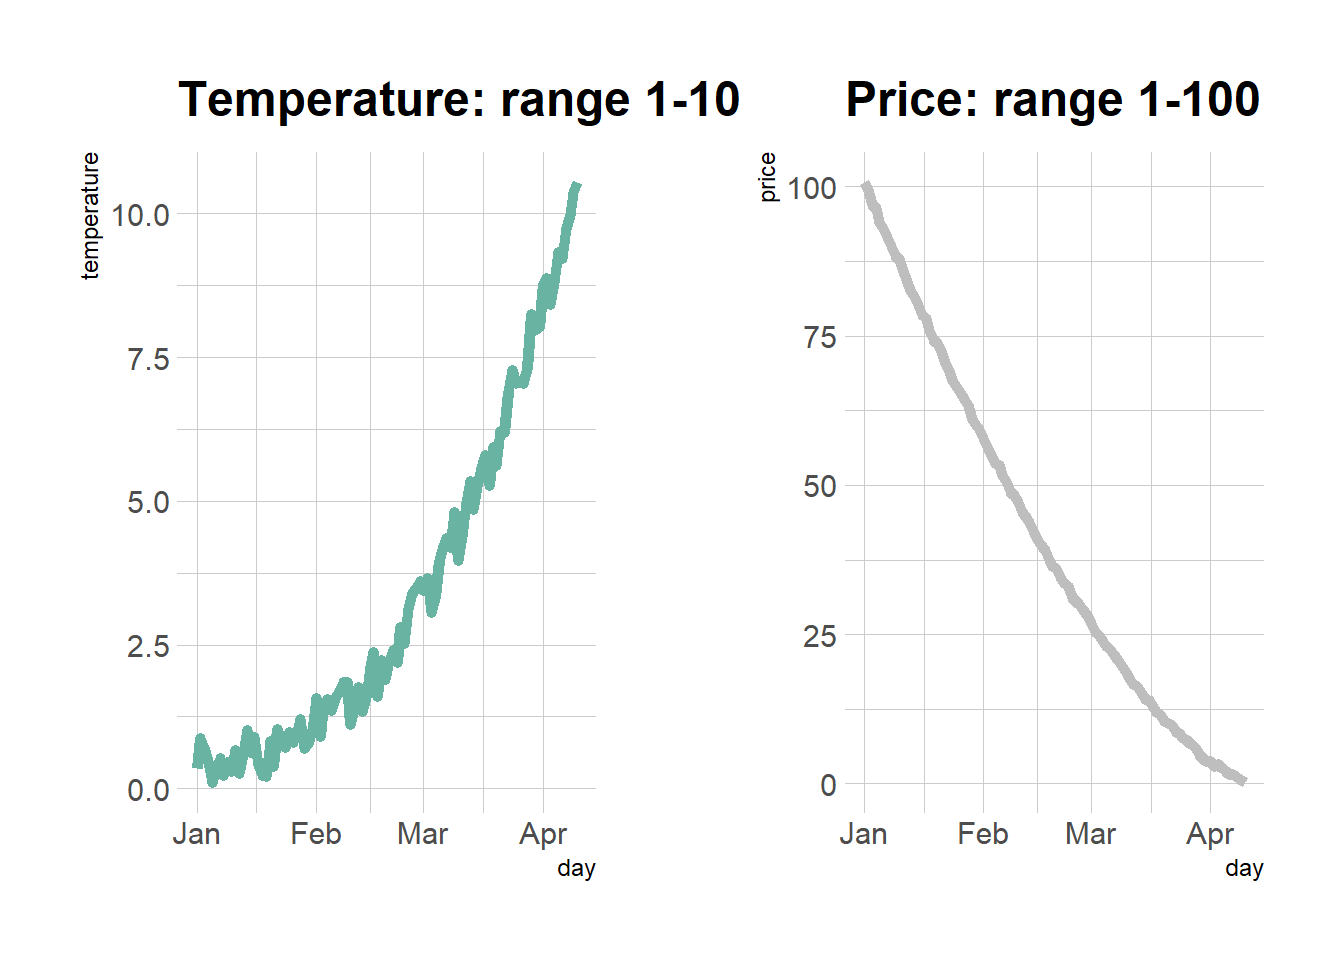 Temperature: range 1-10
temperature
10.0
7.5
5.0
2.5
0.0
Jan Feb Mar Apr
day
Price: range 1-100
price
100
75
50
25
0
Jan Feb Mar Apr
day